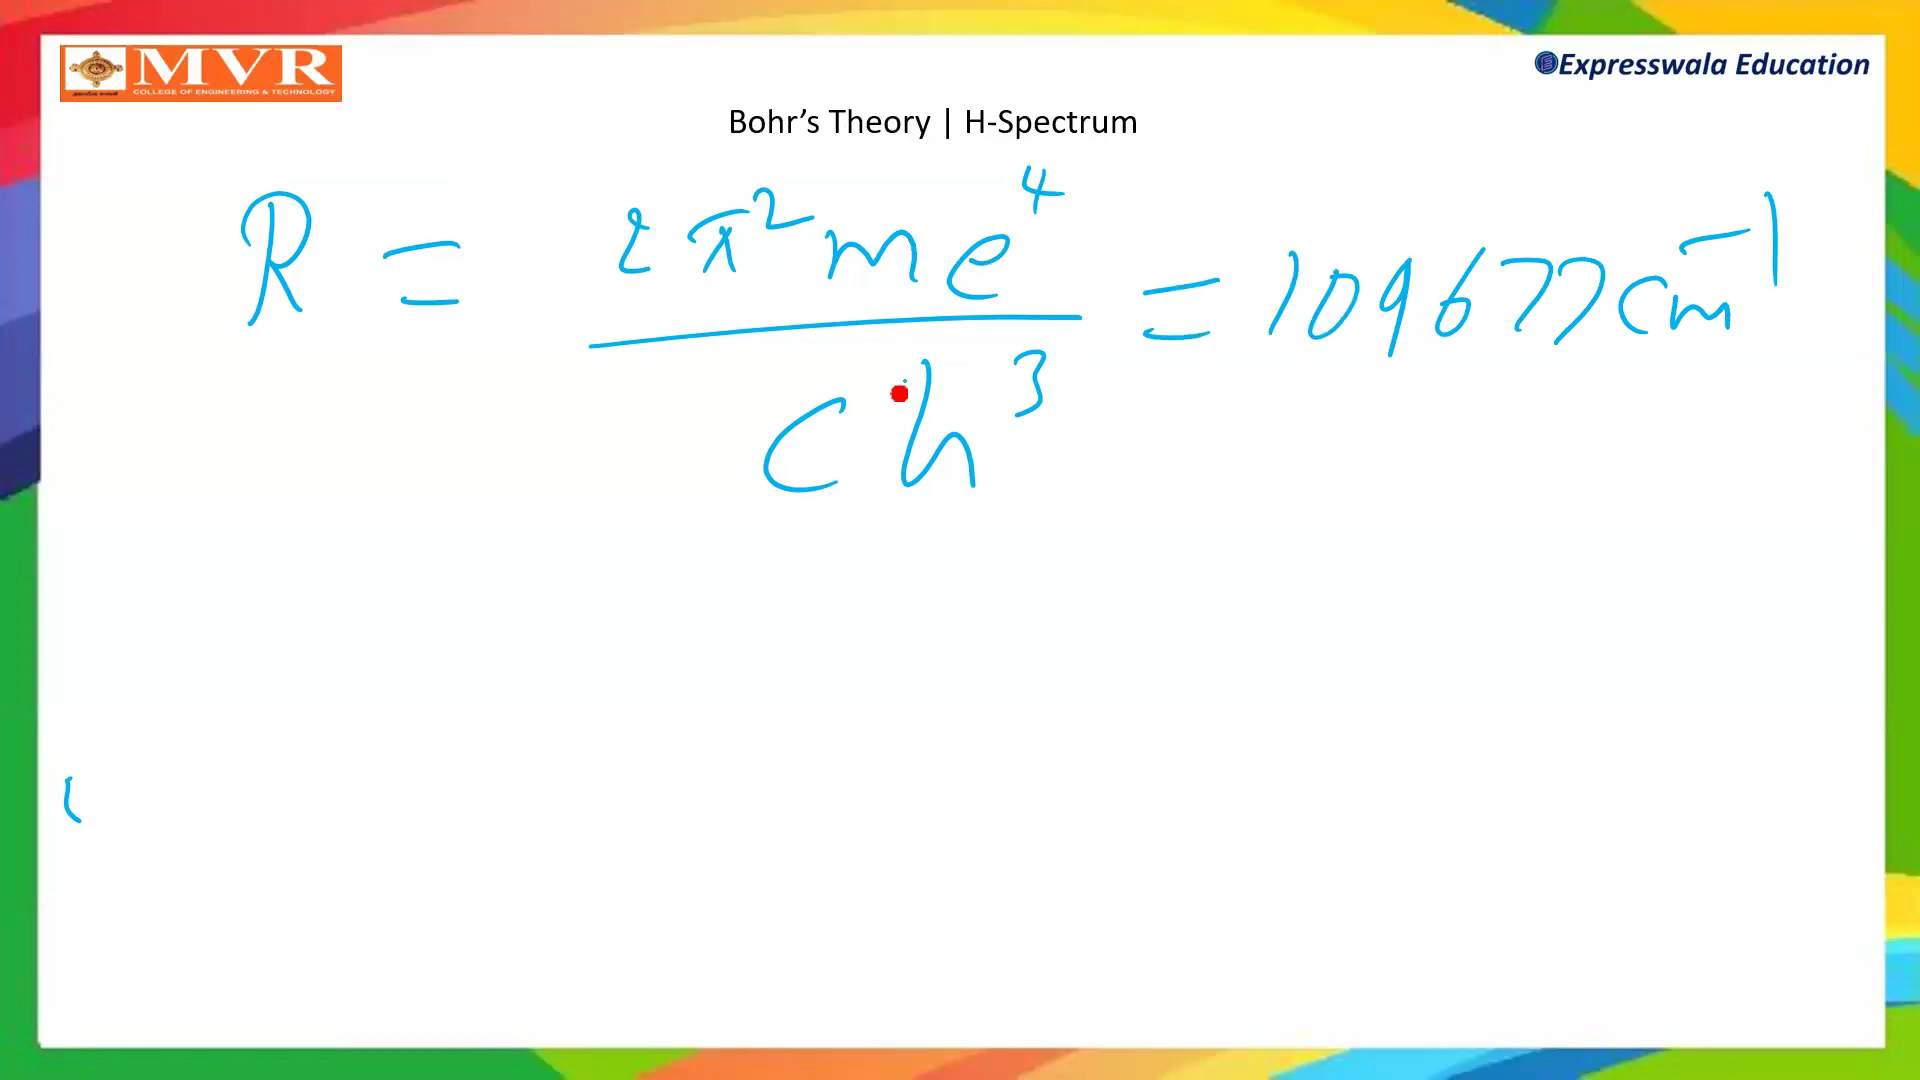 MVR
COLLEGE OF ENGINEERING & TECHNOLOGY
Expresswala Education
Bohr’s Theory | H-Spectrum
R = 2π²me⁴ / ch³ = 109677 cm⁻¹
(